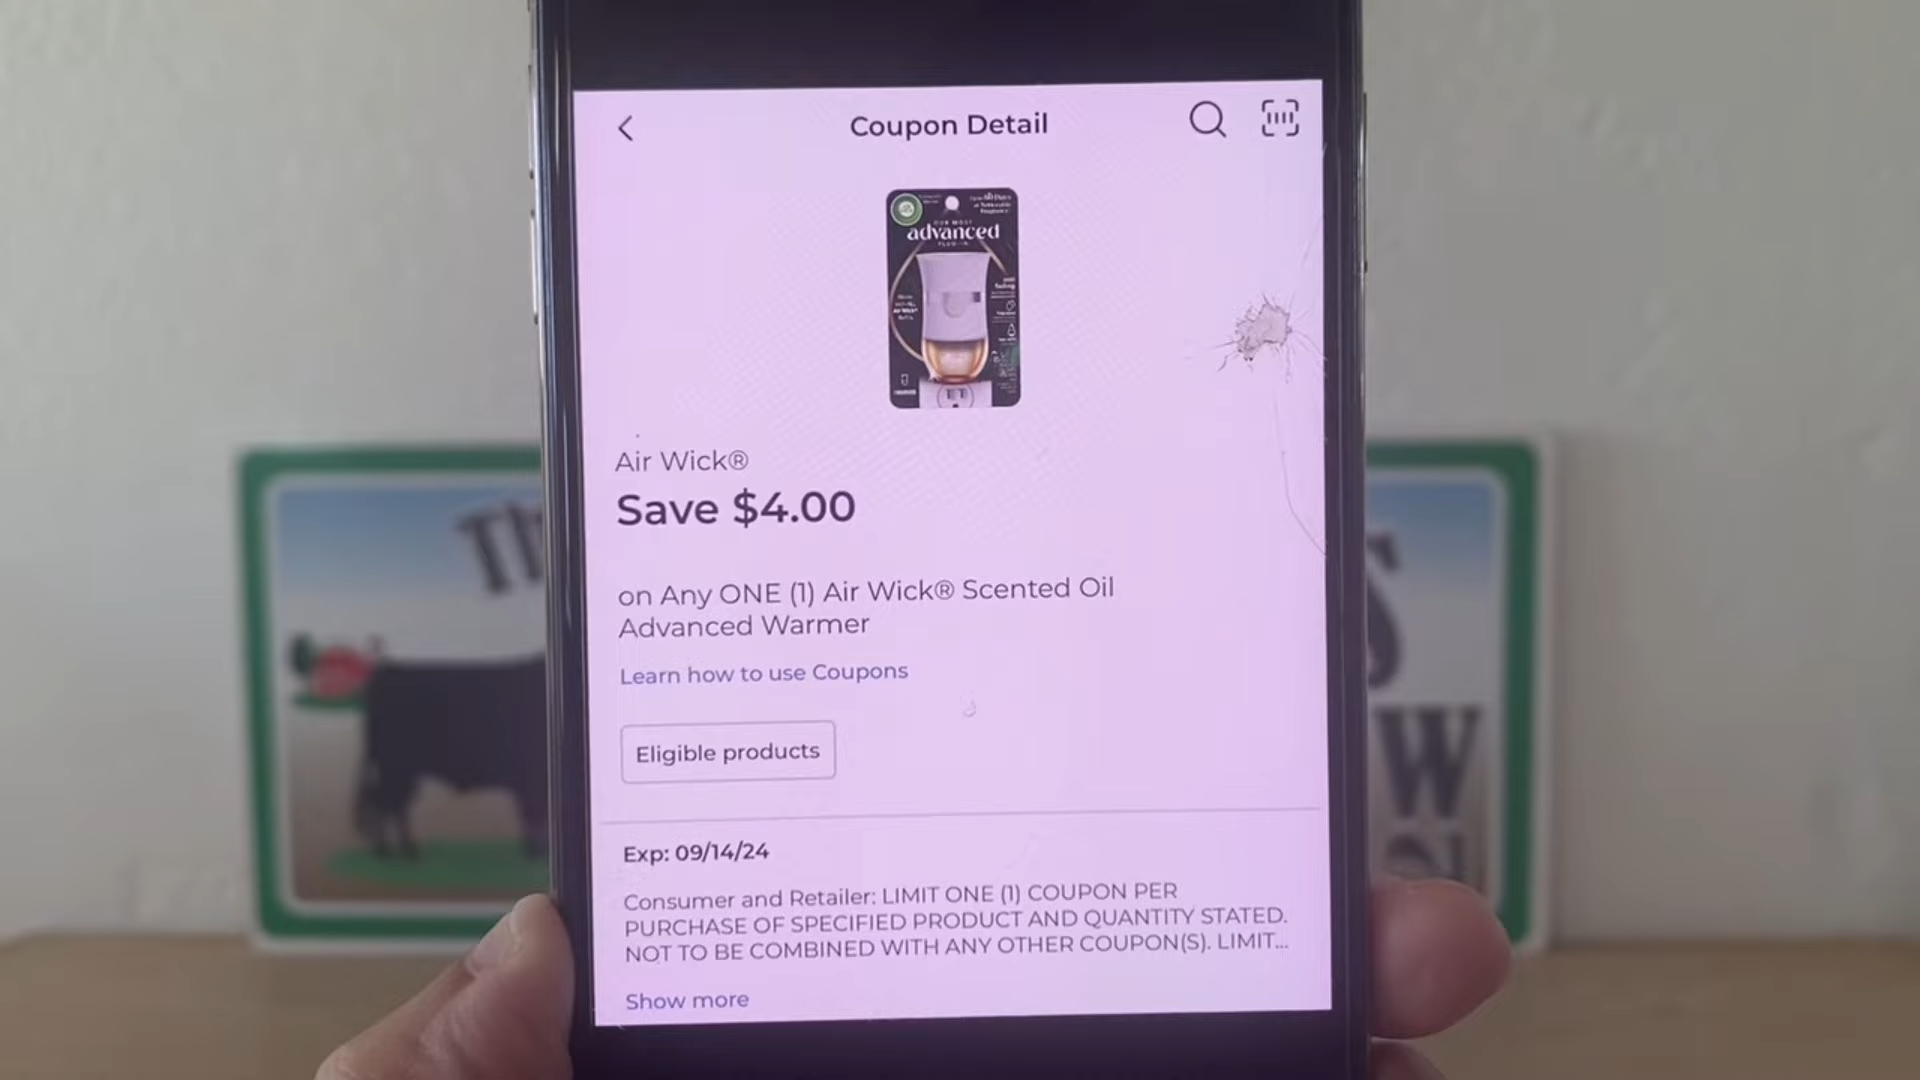 Coupon Detail
advanced
Air Wick®
Save $4.00
on Any ONE (1) Air Wick® Scented Oil
Advanced Warmer
Learn how to use Coupons
Eligible products
Exp: 09/14/24
Consumer and Retailer: LIMIT ONE (1) COUPON PER
PURCHASE OF SPECIFIED PRODUCT AND QUANTITY STATED.
NOT TO BE COMBINED WITH ANY OTHER COUPON(S). LIMIT...
Show more